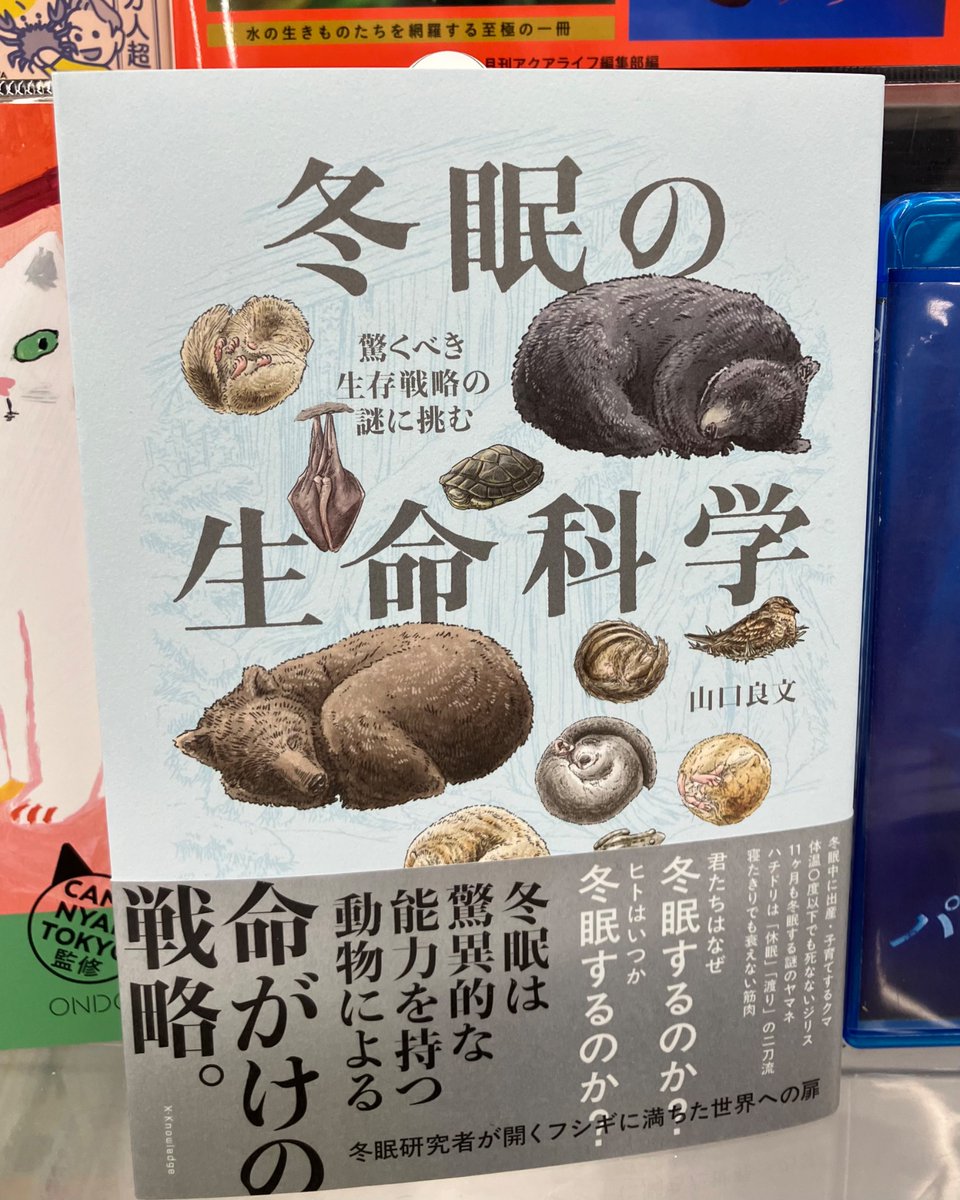 水の生きものたちを網羅する至極の一冊
月刊アクアライフ編集部編
万人超
冬眠の
驚くべき
生存戦略の
謎に挑む
生命科学
山口良文
冬眠中に出産・子育てするクマ
体温0度以下でも死なないジリス
11ヶ月も冬眠する謎のヤマネ
ハチドリは「休眠」「渡り」の二刀流
寝たきりでも衰えない筋肉
君たちはなぜ
冬眠するのか?
ヒトはいつか
冬眠するのか?
冬眠は
驚異的な
能力を持つ
動物による
命がけの
戦略。
冬眠研究者が開くフシギに満ちた世界への扉
X-Knowledge
CAN
NYA
TOKYO
監修
パ